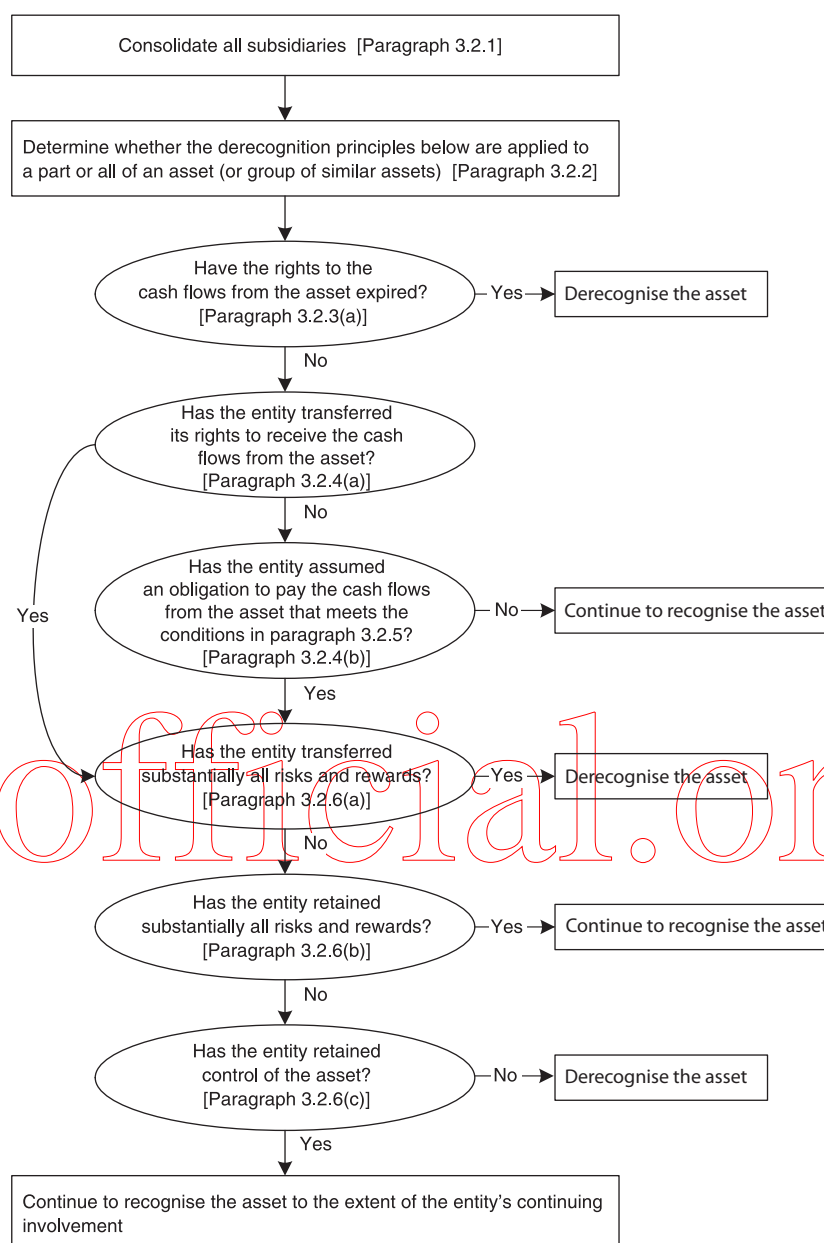 Consolidate all subsidiaries [Paragraph 3.2.1]
Determine whether the derecognition principles below are applied to
a part or all of an asset (or group of similar assets) [Paragraph 3.2.2]
Have the rights to the
cash flows from the asset expired?
[Paragraph 3.2.3(a)]
Yes
Derecognise the asset
No
Has the entity transferred
its rights to receive the cash
flows from the asset?
[Paragraph 3.2.4(a)]
No
Yes
Has the entity assumed
an obligation to pay the cash flows
from the asset that meets the
conditions in paragraph 3.2.5?
[Paragraph 3.2.4(b)]
No
Continue to recognise the asset
Yes
Has the entity transferred
substantially all risks and rewards?
[Paragraph 3.2.6(a)]
Yes
Derecognise the asset
official.or
No
Has the entity retained
substantially all risks and rewards?
[Paragraph 3.2.6(b)]
Yes
Continue to recognise the asset
No
Has the entity retained
control of the asset?
[Paragraph 3.2.6(c)]
No
Derecognise the asset
Yes
Continue to recognise the asset to the extent of the entity's continuing
involvement